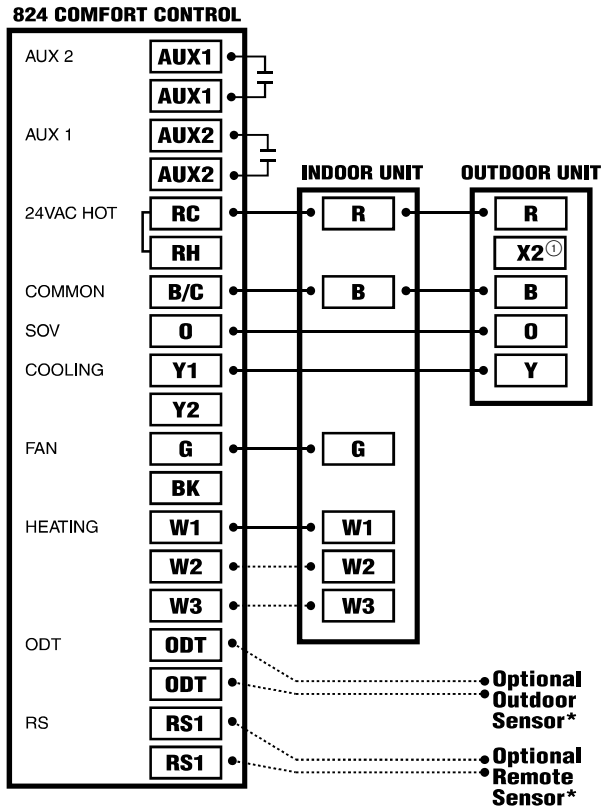 824 COMFORT CONTROL
AUX 2 AUX1
AUX1
AUX 1 AUX2
AUX2
INDOOR UNIT OUTDOOR UNIT
24VAC HOT RC R R
RH X2①
COMMON B/C B B
SOV O O
COOLING Y1 Y
Y2
FAN G G
BK
HEATING W1 W1
W2 W2
W3 W3
ODT ODT
ODT
Optional
Outdoor
Sensor*
RS RS1
RS1
Optional
Remote
Sensor*